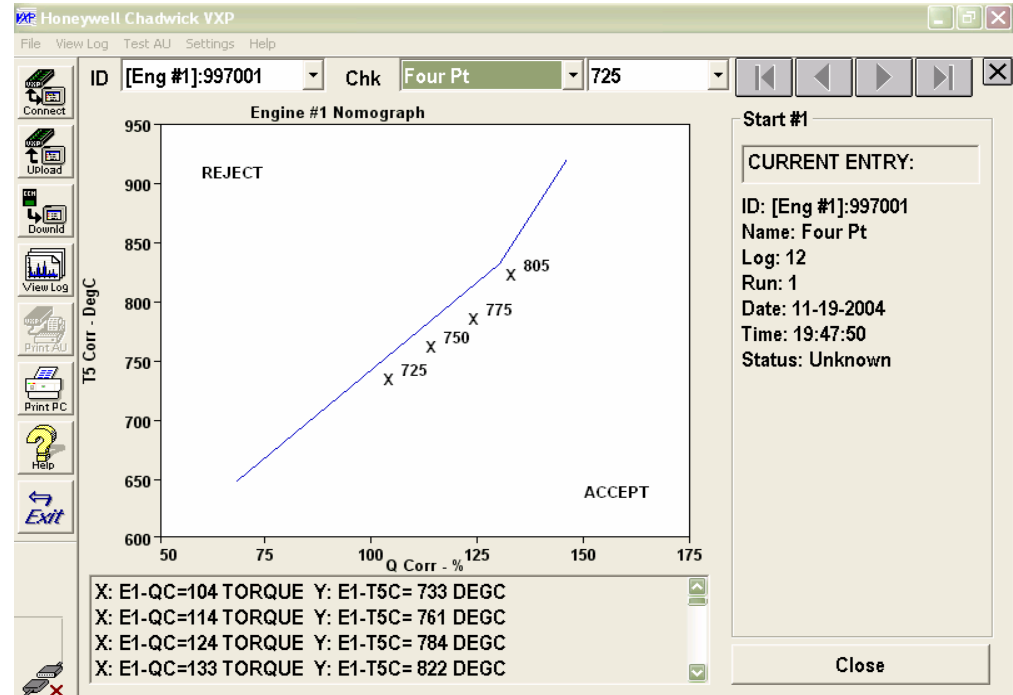 VXP Honeywell Chadwick VXP
File View Log Test AU Settings Help
ID [Eng #1]:997001 Chk Four Pt 725
Connect
Upload
Downld
View Log
Print AU
Print PC
Help
Exit
Engine #1 Nomograph
T5 Corr - DegC
950
900
850
800
750
700
650
600
REJECT
805
775
750
725
ACCEPT
50 75 100 125 150 175
Q Corr - %
X: E1-QC=104 TORQUE Y: E1-T5C= 733 DEGC
X: E1-QC=114 TORQUE Y: E1-T5C= 761 DEGC
X: E1-QC=124 TORQUE Y: E1-T5C= 784 DEGC
X: E1-QC=133 TORQUE Y: E1-T5C= 822 DEGC
Start #1
CURRENT ENTRY:
ID: [Eng #1]:997001
Name: Four Pt
Log: 12
Run: 1
Date: 11-19-2004
Time: 19:47:50
Status: Unknown
Close